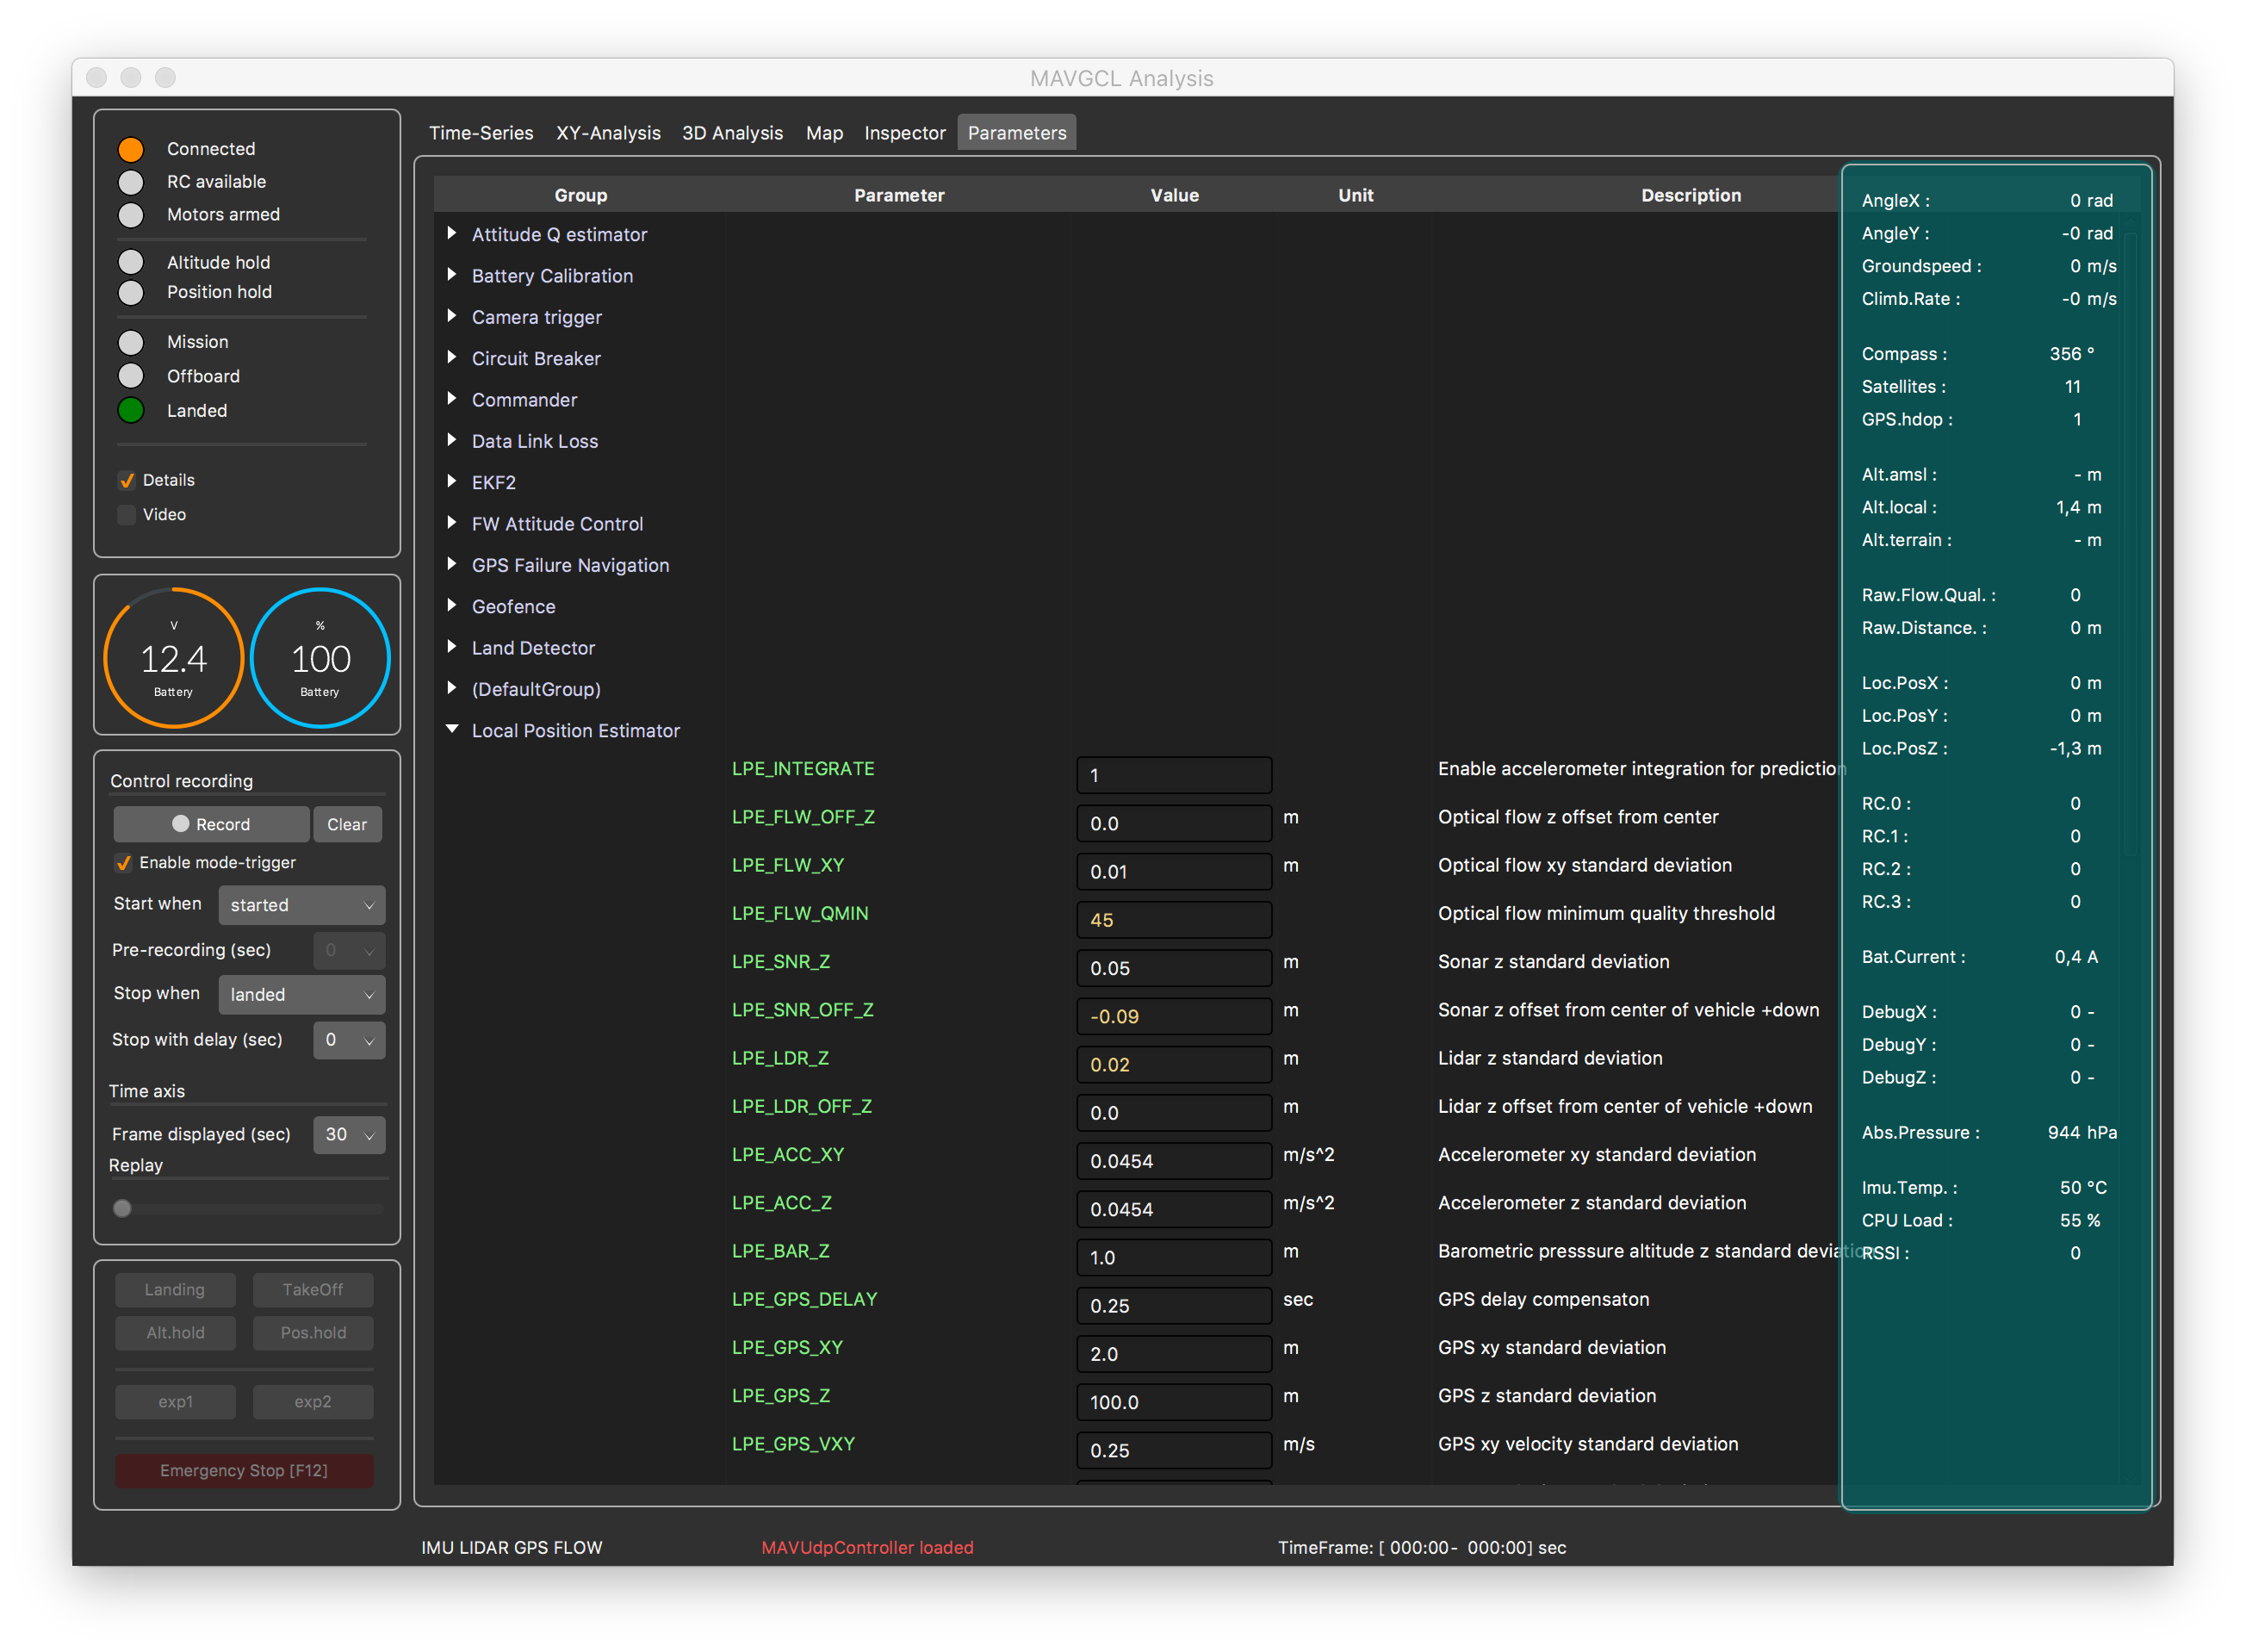 MAVGCL Analysis
Connected
RC available
Motors armed
Altitude hold
Position hold
Mission
Offboard
Landed
Details
Video
V
12.4
Battery
%
100
Battery
Control recording
Record Clear
Enable mode-trigger
Start when started
Pre-recording (sec) 0
Stop when landed
Stop with delay (sec) 0
Time axis
Frame displayed (sec) 30
Replay
Landing TakeOff
Alt.hold Pos.hold
exp1 exp2
Emergency Stop [F12]
Time-Series XY-Analysis 3D Analysis Map Inspector Parameters
Group Parameter Value Unit Description
Attitude Q estimator
Battery Calibration
Camera trigger
Circuit Breaker
Commander
Data Link Loss
EKF2
FW Attitude Control
GPS Failure Navigation
Geofence
Land Detector
(DefaultGroup)
Local Position Estimator
LPE_INTEGRATE 1 Enable accelerometer integration for prediction
LPE_FLW_OFF_Z 0.0 m Optical flow z offset from center
LPE_FLW_XY 0.01 m Optical flow xy standard deviation
LPE_FLW_QMIN 45 Optical flow minimum quality threshold
LPE_SNR_Z 0.05 m Sonar z standard deviation
LPE_SNR_OFF_Z -0.09 m Sonar z offset from center of vehicle +down
LPE_LDR_Z 0.02 m Lidar z standard deviation
LPE_LDR_OFF_Z 0.0 m Lidar z offset from center of vehicle +down
LPE_ACC_XY 0.0454 m/s^2 Accelerometer xy standard deviation
LPE_ACC_Z 0.0454 m/s^2 Accelerometer z standard deviation
LPE_BAR_Z 1.0 m Barometric presssure altitude z standard deviation
LPE_GPS_DELAY 0.25 sec GPS delay compensaton
LPE_GPS_XY 2.0 m GPS xy standard deviation
LPE_GPS_Z 100.0 m GPS z standard deviation
LPE_GPS_VXY 0.25 m/s GPS xy velocity standard deviation
AngleX : 0 rad
AngleY : -0 rad
Groundspeed : 0 m/s
Climb.Rate : -0 m/s
Compass : 356 °
Satellites : 11
GPS.hdop : 1
Alt.amsl : - m
Alt.local : 1,4 m
Alt.terrain : - m
Raw.Flow.Qual. : 0
Raw.Distance. : 0 m
Loc.PosX : 0 m
Loc.PosY : 0 m
Loc.PosZ : -1,3 m
RC.0 : 0
RC.1 : 0
RC.2 : 0
RC.3 : 0
Bat.Current : 0,4 A
DebugX : 0 -
DebugY : 0 -
DebugZ : 0 -
Abs.Pressure : 944 hPa
Imu.Temp. : 50 °C
CPU Load : 55 %
RSSI : 0
IMU LIDAR GPS FLOW MAVUdpController loaded TimeFrame: [ 000:00- 000:00] sec